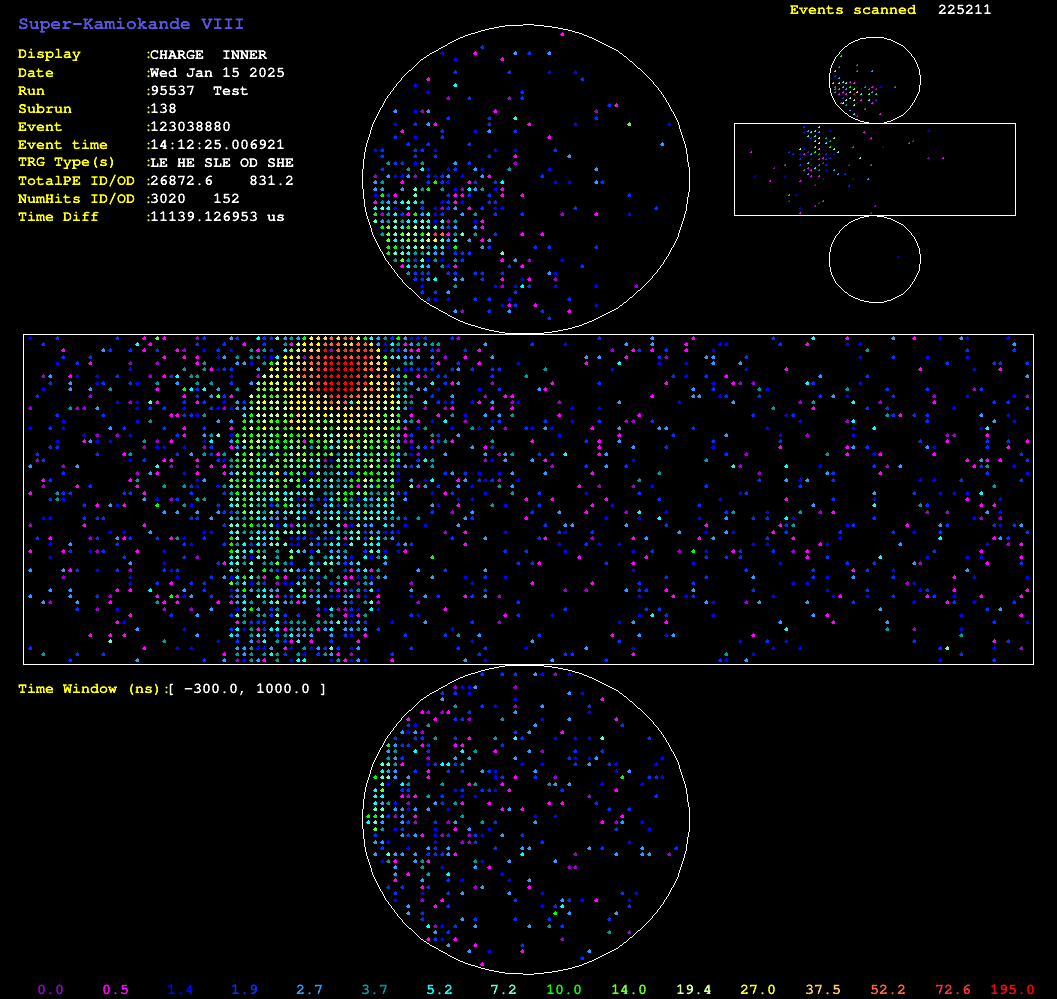 Super-Kamiokande VIII
Events scanned 225211
Display :CHARGE INNER
Date :Wed Jan 15 2025
Run :95537 Test
Subrun :138
Event :123038880
Event time :14:12:25.006921
TRG Type(s) :LE HE SLE OD SHE
TotalPE ID/OD :26872.6 831.2
NumHits ID/OD :3020 152
Time Diff :11139.126953 us
Time Window (ns):[ -300.0, 1000.0 ]
0.0 0.5 1.4 1.9 2.7 3.7 5.2 7.2 10.0 14.0 19.4 27.0 37.5 52.2 72.6 195.0